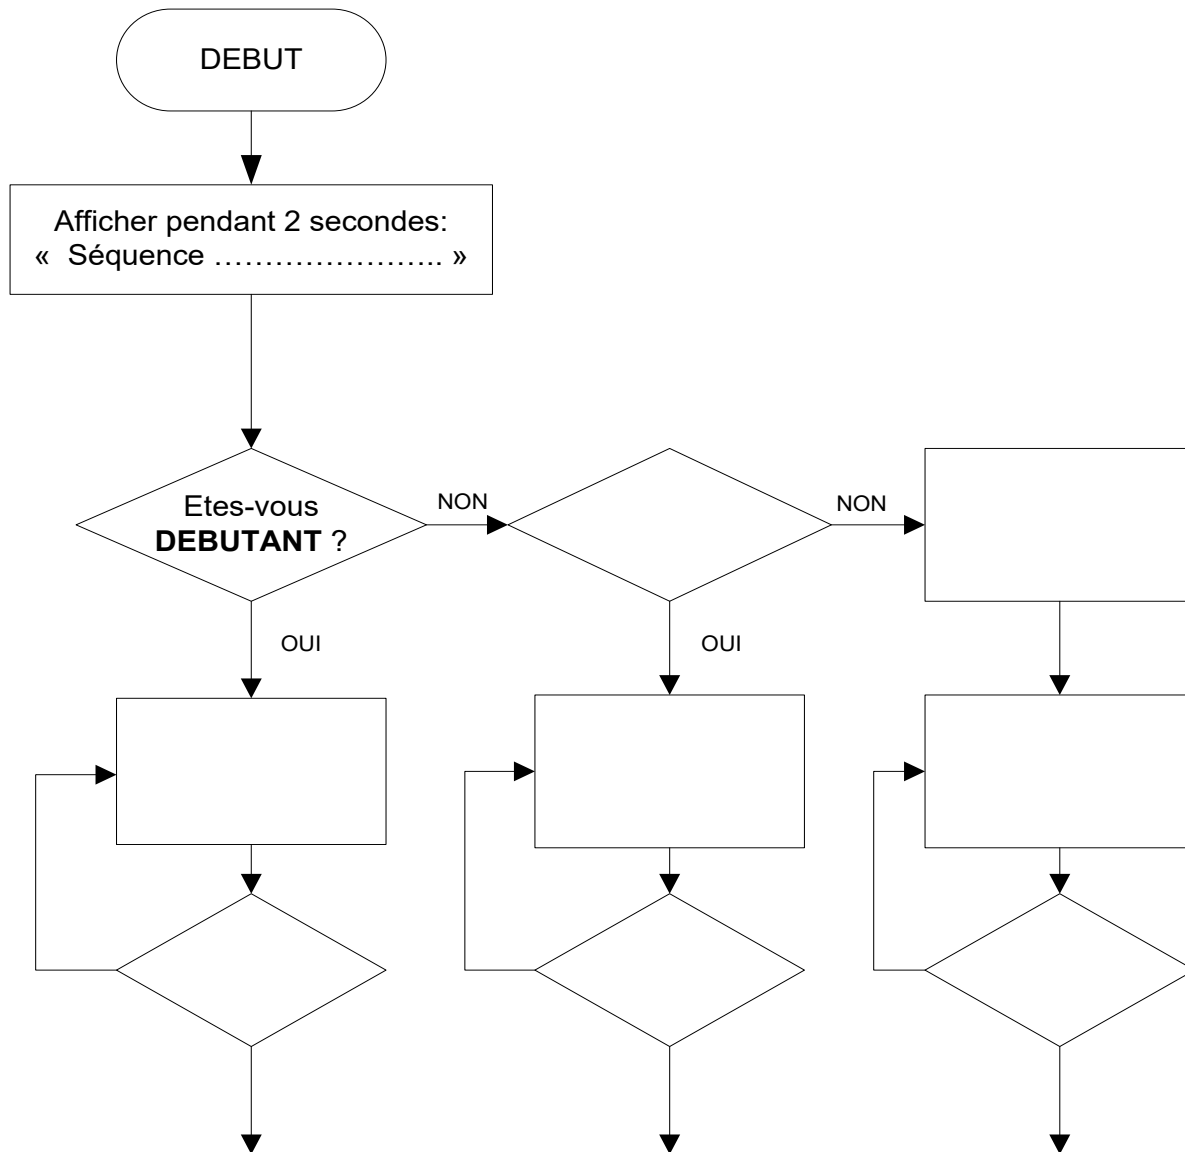 DEBUT
Afficher pendant 2 secondes:
«  Séquence ………………….. »
Etes-vous
DEBUTANT ?
NON
NON
OUI
OUI